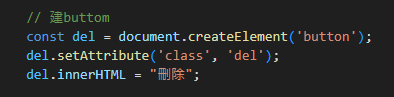 // 建buttom
const del = document.createElement('button');
del.setAttribute('class', 'del');
del.innerHTML = "刪除";